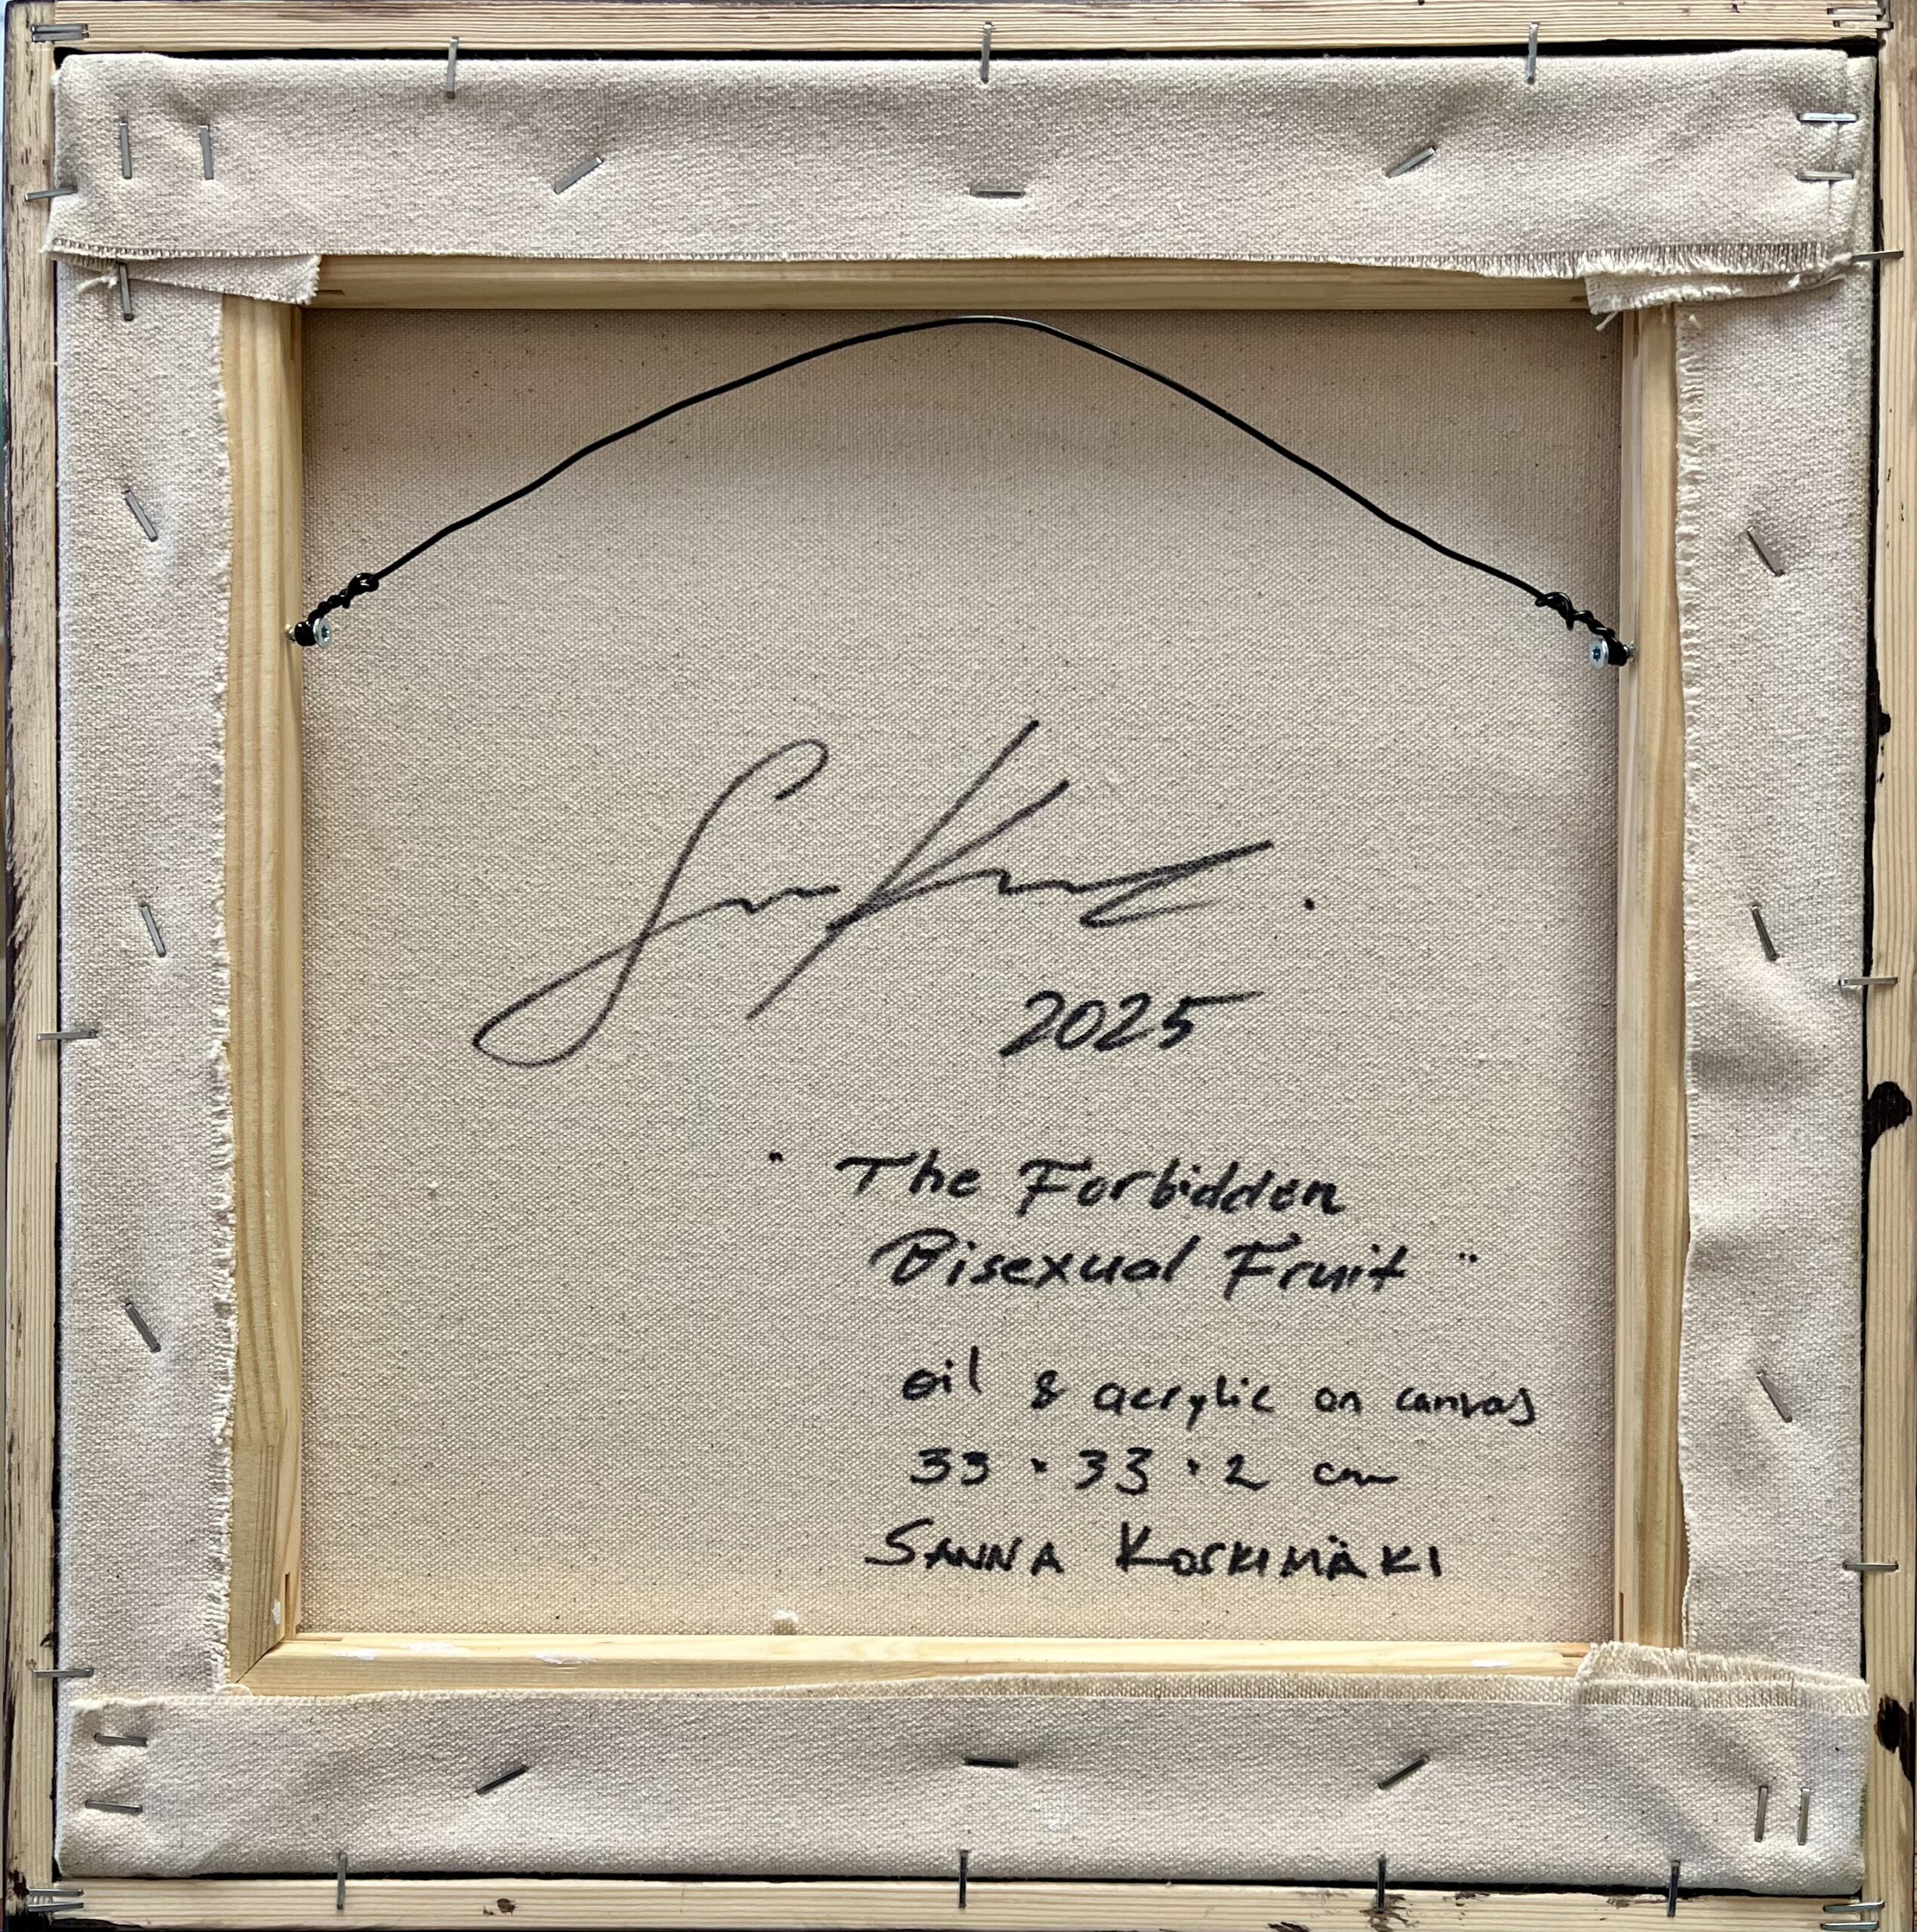 2025
" The Forbidden
Bisexual Fruit "
oil & acrylic on canvas
33 × 33 × 2 cm
SANNA KOSKIMÄKI